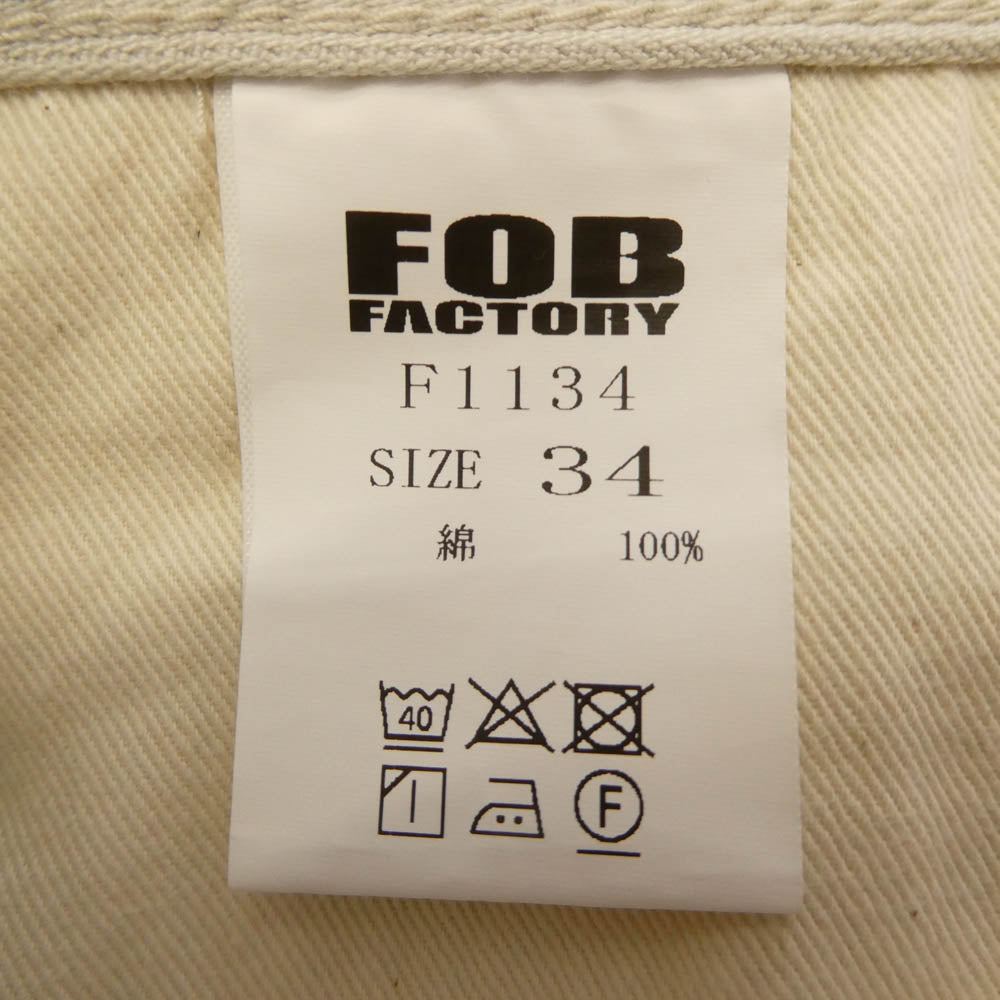 FOB
FACTORY
F1134
SIZE 34
綿 100%
40
F